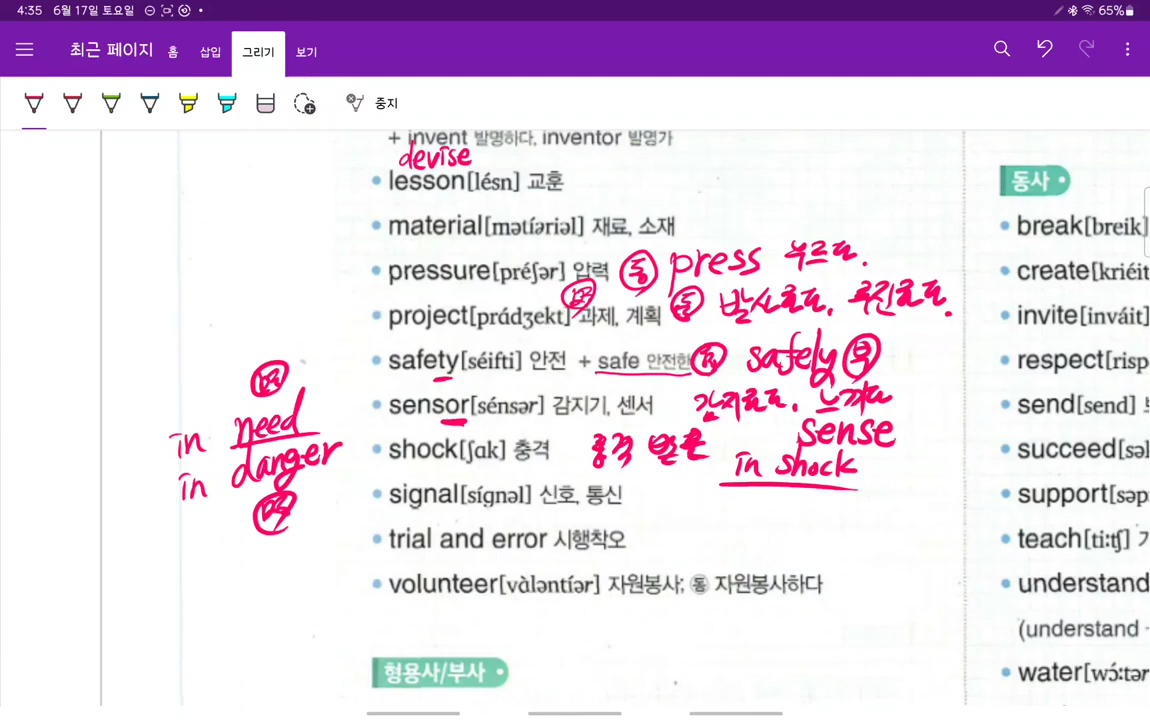 4:35 6월 17일 토요일 65%
최근 페이지 홈 삽입 그리기 보기
중지
+ invent 발명하다, inventor 발명가
devise
lesson[lésn] 교훈
동사
material[mətíəriəl] 재료, 소재
break[breik]
pressure[préʃər] 압력 동 press 누르다.
create[kriéit
project[prádʒekt] 명 과제, 계획 동 발사하다.
invite[inváit]
safety[séifti] 안전 + safe 안전한 형 safely 부
respect[risp
sensor[sénsər] 감지기, 센서 감지하다. 느끼다
sense
send[send]
in need 명
in danger 명
shock[ʃɑk] 충격 충격 받은
in shock
succeed[səl
signal[sígnəl] 신호, 통신
support[səp
trial and error 시행착오
teach[tiːtʃ]
volunteer[vàləntíər] 자원봉사; 동 자원봉사하다
understand
(understand
형용사/부사
water[wɔ́ːtər